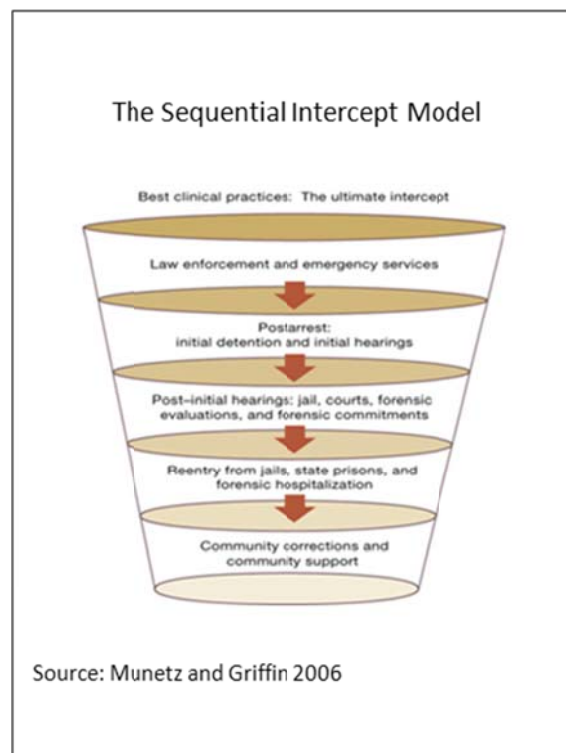 The Sequential Intercept Model
Best clinical practices: The ultimate intercept
Law enforcement and emergency services
Postarrest:
initial detention and initial hearings
Post–initial hearings: jail, courts, forensic
evaluations, and forensic commitments
Reentry from jails, state prisons, and
forensic hospitalization
Community corrections and
community support
Source: Munetz and Griffin 2006